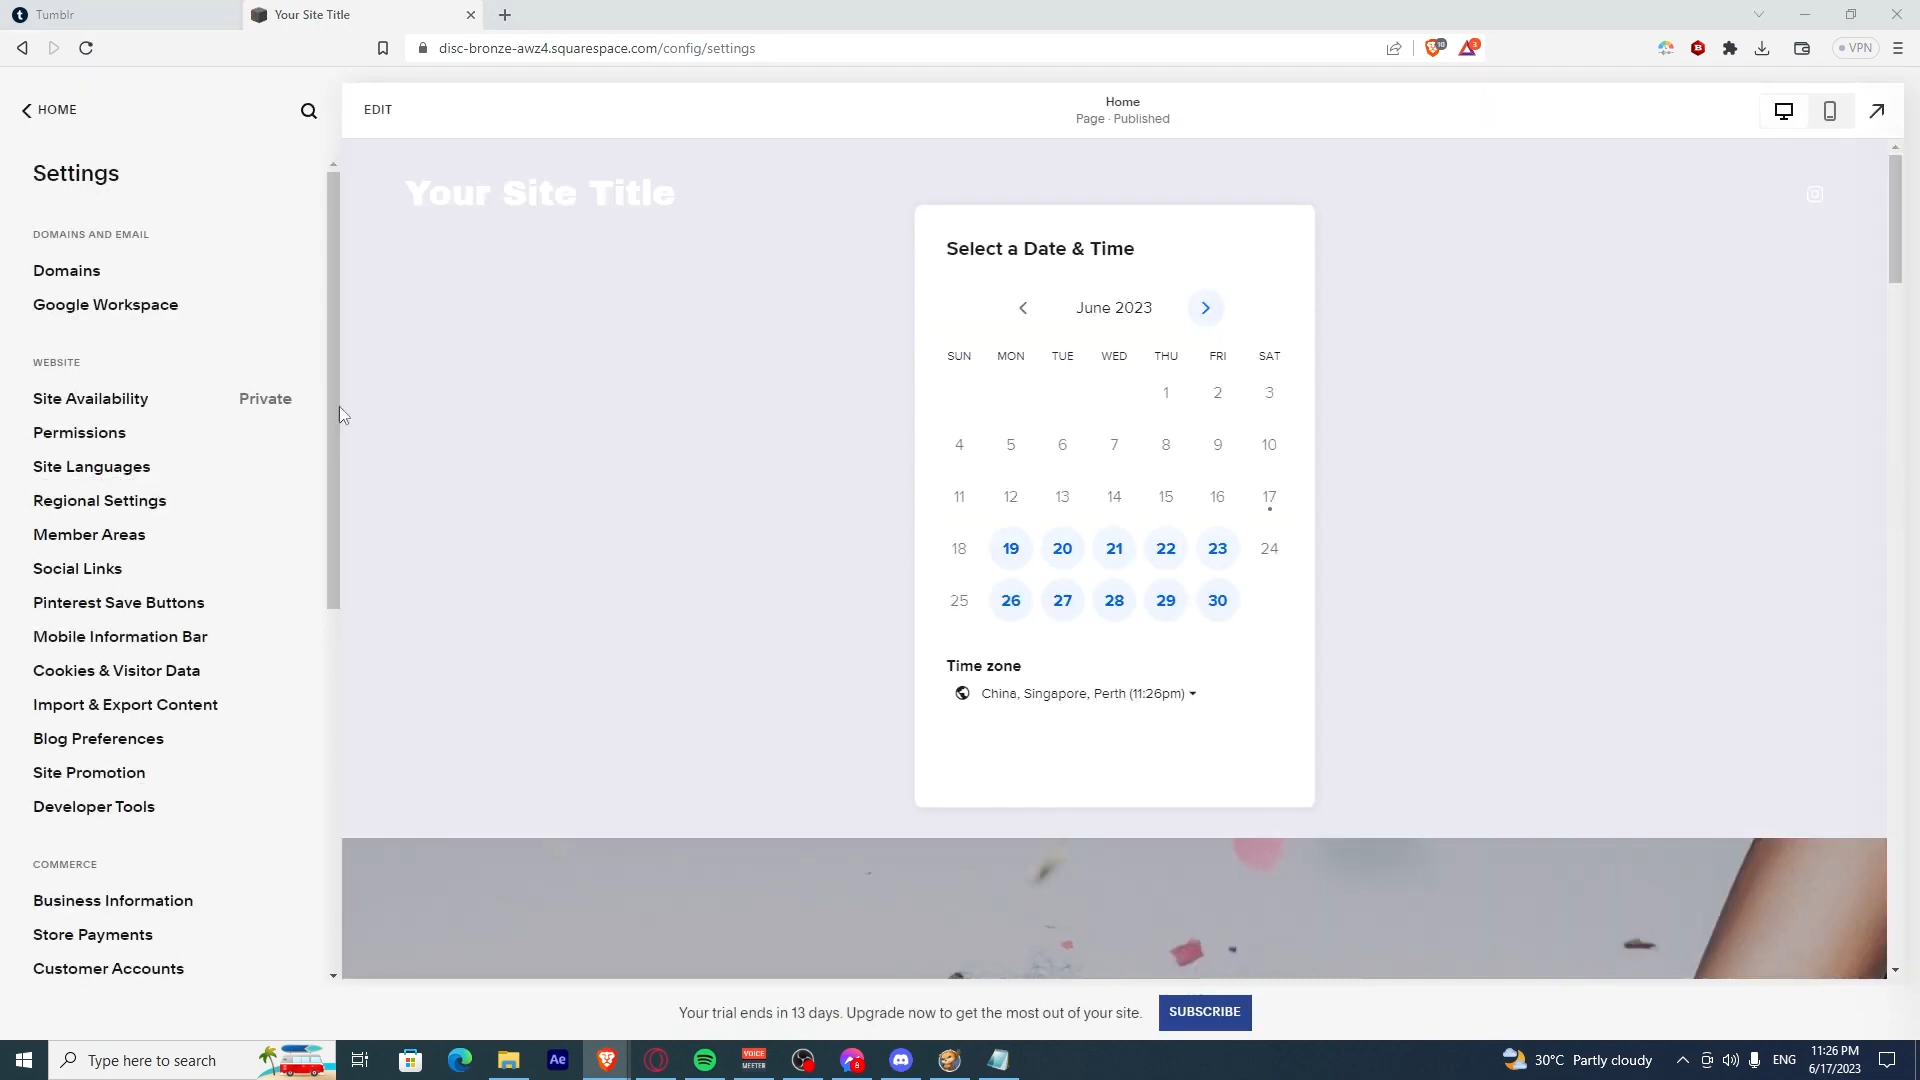 Tumblr
Your Site Title
disc-bronze-awz4.squarespace.com/config/settings
VPN
HOME
Settings
DOMAINS AND EMAIL
Domains
Google Workspace
WEBSITE
Site Availability Private
Permissions
Site Languages
Regional Settings
Member Areas
Social Links
Pinterest Save Buttons
Mobile Information Bar
Cookies & Visitor Data
Import & Export Content
Blog Preferences
Site Promotion
Developer Tools
COMMERCE
Business Information
Store Payments
Customer Accounts
EDIT
Home
Page · Published
Your Site Title
Select a Date & Time
June 2023
SUN MON TUE WED THU FRI SAT
1 2 3
4 5 6 7 8 9 10
11 12 13 14 15 16 17
18 19 20 21 22 23 24
25 26 27 28 29 30
Time zone
China, Singapore, Perth (11:26pm)
Your trial ends in 13 days. Upgrade now to get the most out of your site. SUBSCRIBE
Type here to search
Ae
VOICE
MEETER
30°C Partly cloudy
ENG
11:26 PM
6/17/2023